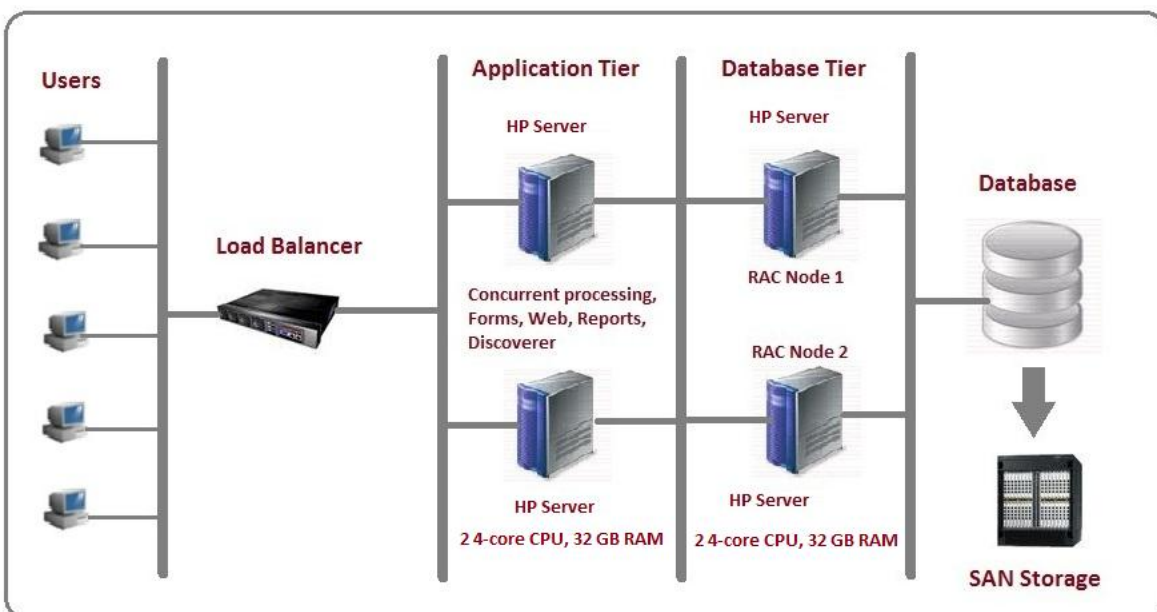 Users
Load Balancer
Application Tier
HP Server
Concurrent processing,
Forms, Web, Reports,
Discoverer
HP Server
2 4-core CPU, 32 GB RAM
Database Tier
HP Server
RAC Node 1
RAC Node 2
HP Server
2 4-core CPU, 32 GB RAM
Database
SAN Storage